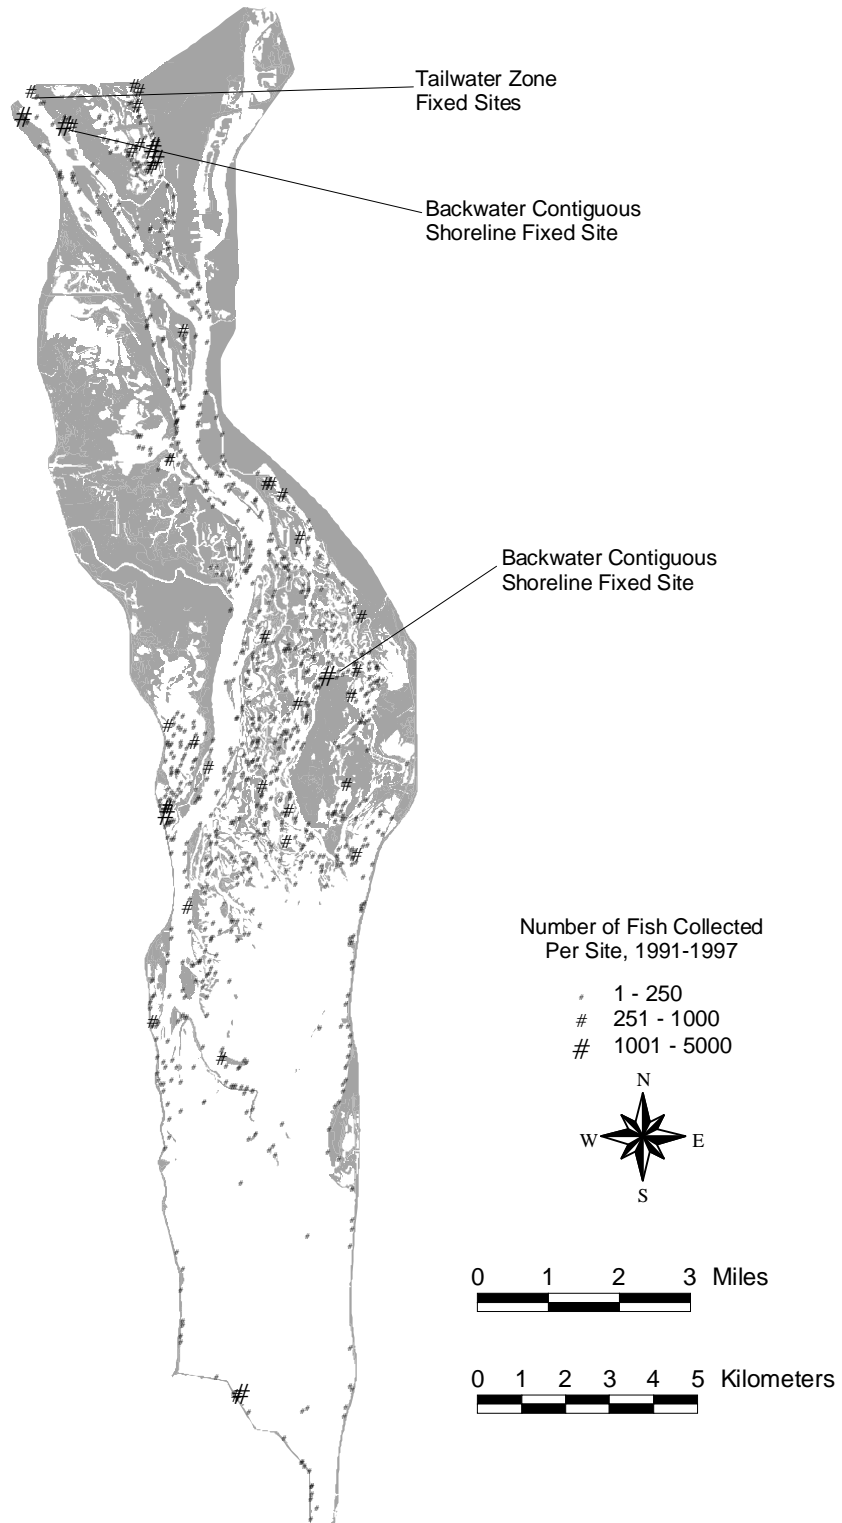 Tailwater Zone
Fixed Sites
Backwater Contiguous
Shoreline Fixed Site
Backwater Contiguous
Shoreline Fixed Site
Number of Fish Collected
Per Site, 1991-1997
# 1 - 250
# 251 - 1000
# 1001 - 5000
N
W E
S
0 1 2 3 Miles
0 1 2 3 4 5 Kilometers